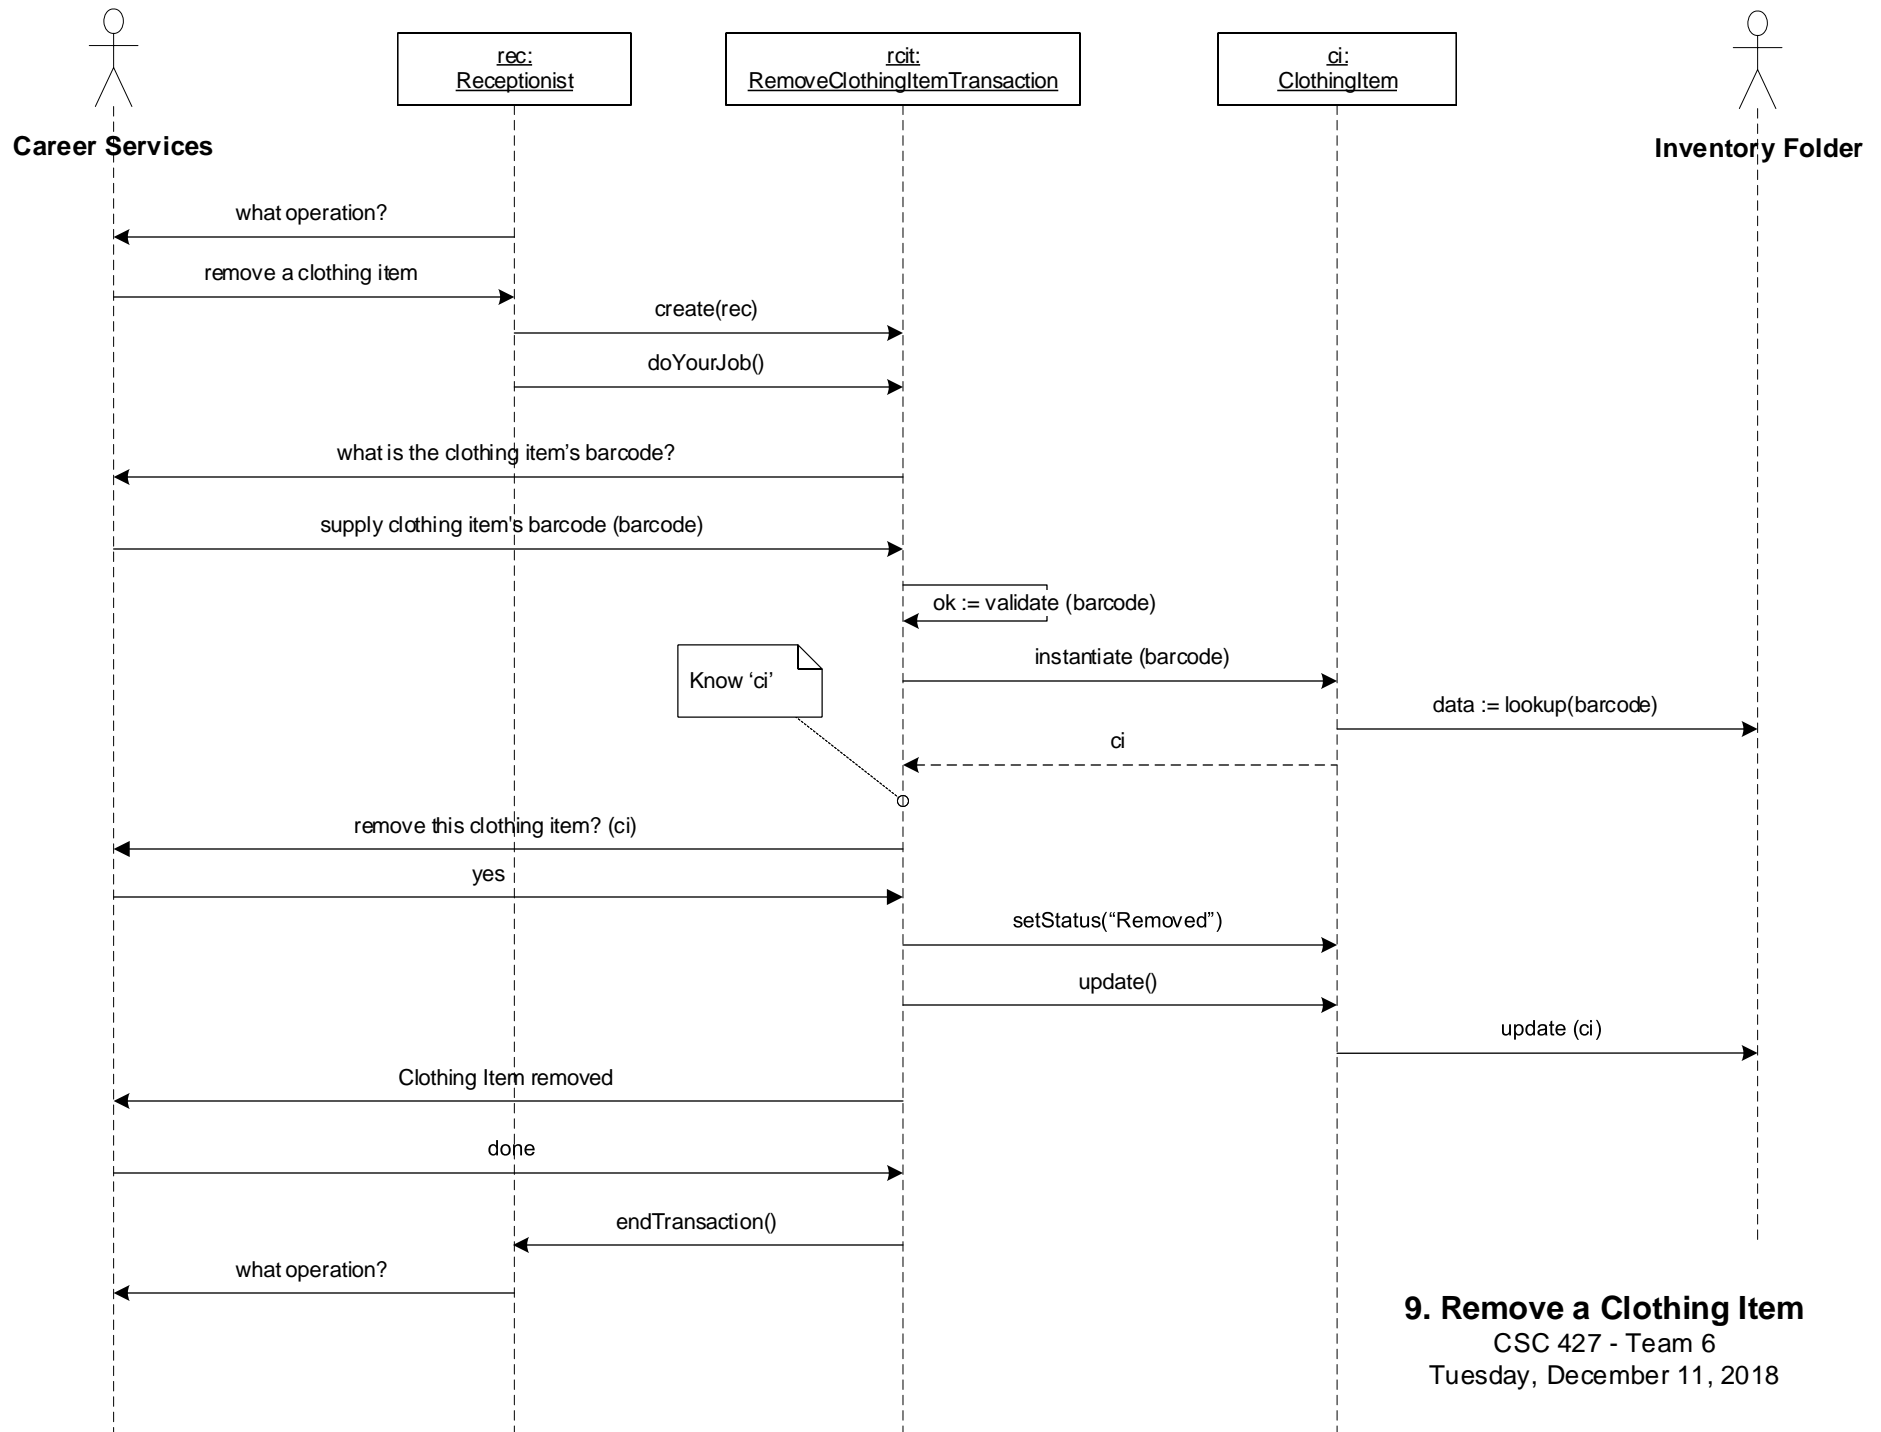 rec:
Receptionist
rcit:
RemoveClothingItemTransaction
ci:
ClothingItem
Career Services
Inventory Folder
what operation?
remove a clothing item
create(rec)
doYourJob()
what is the clothing item’s barcode?
supply clothing item's barcode (barcode)
ok := validate (barcode)
instantiate (barcode)
Know ‘ci’
data := lookup(barcode)
ci
remove this clothing item? (ci)
yes
setStatus(“Removed”)
update()
update (ci)
Clothing Item removed
done
endTransaction()
what operation?
9. Remove a Clothing Item
CSC 427 - Team 6
Tuesday, December 11, 2018